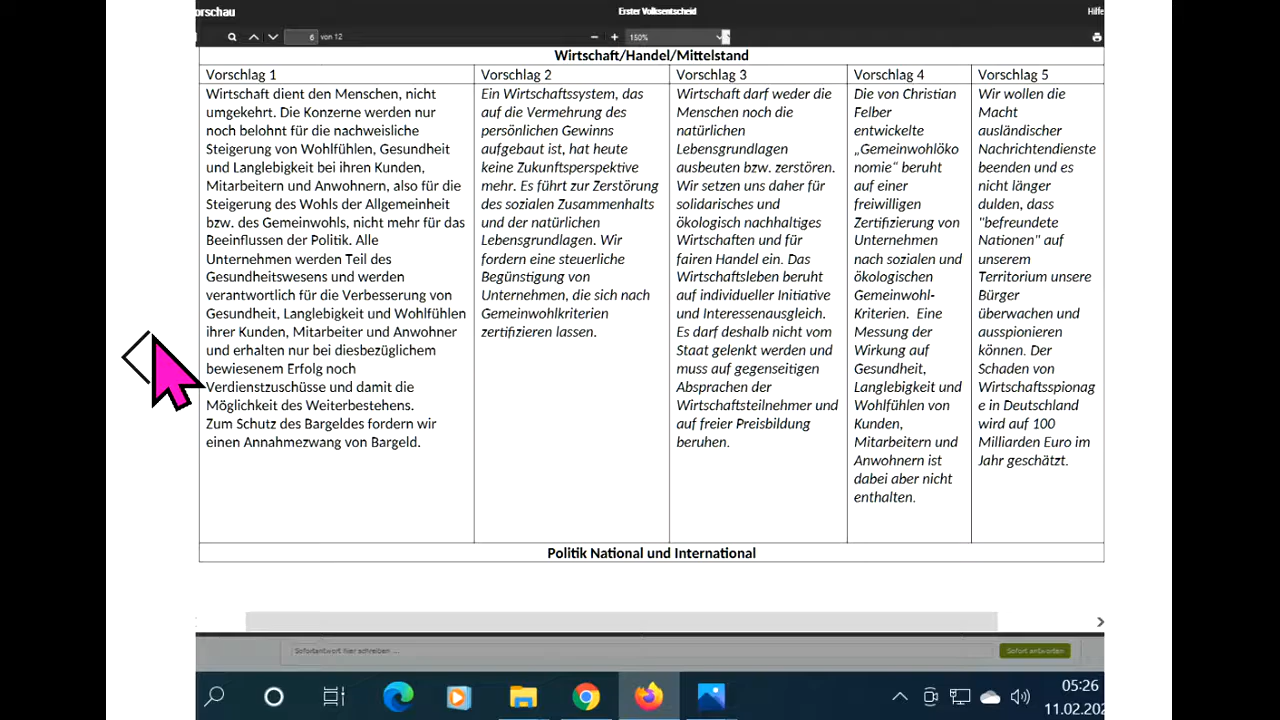 orschau
Erster Volksentscheid
Hilfe
6 von 12
150%
Wirtschaft/Handel/Mittelstand
Vorschlag 1
Wirtschaft dient den Menschen, nicht
umgekehrt. Die Konzerne werden nur
noch belohnt für die nachweisliche
Steigerung von Wohlfühlen, Gesundheit
und Langlebigkeit bei ihren Kunden,
Mitarbeitern und Anwohnern, also für die
Steigerung des Wohls der Allgemeinheit
bzw. des Gemeinwohls, nicht mehr für das
Beeinflussen der Politik. Alle
Unternehmen werden Teil des
Gesundheitswesens und werden
verantwortlich für die Verbesserung von
Gesundheit, Langlebigkeit und Wohlfühlen
ihrer Kunden, Mitarbeiter und Anwohner
und erhalten nur bei diesbezüglichem
bewiesenem Erfolg noch
Verdienstzuschüsse und damit die
Möglichkeit des Weiterbestehens.
Zum Schutz des Bargeldes fordern wir
einen Annahmezwang von Bargeld.
Vorschlag 2
Ein Wirtschaftssystem, das
auf die Vermehrung des
persönlichen Gewinns
aufgebaut ist, hat heute
keine Zukunftsperspektive
mehr. Es führt zur Zerstörung
des sozialen Zusammenhalts
und der natürlichen
Lebensgrundlagen. Wir
fordern eine steuerliche
Begünstigung von
Unternehmen, die sich nach
Gemeinwohlkriterien
zertifizieren lassen.
Vorschlag 3
Wirtschaft darf weder die
Menschen noch die
natürlichen
Lebensgrundlagen
ausbeuten bzw. zerstören.
Wir setzen uns daher für
solidarisches und
ökologisch nachhaltiges
Wirtschaften und für
fairen Handel ein. Das
Wirtschaftsleben beruht
auf individueller Initiative
und Interessenausgleich.
Es darf deshalb nicht vom
Staat gelenkt werden und
muss auf gegenseitigen
Absprachen der
Wirtschaftsteilnehmer und
auf freier Preisbildung
beruhen.
Vorschlag 4
Die von Christian
Felber
entwickelte
„Gemeinwohlöko
nomie“ beruht
auf einer
freiwilligen
Zertifizierung von
Unternehmen
nach sozialen und
ökologischen
Gemeinwohl-
Kriterien. Eine
Messung der
Wirkung auf
Gesundheit,
Langlebigkeit und
Wohlfühlen von
Kunden,
Mitarbeitern und
Anwohnern ist
dabei aber nicht
enthalten.
Vorschlag 5
Wir wollen die
Macht
ausländischer
Nachrichtendienste
beenden und es
nicht länger
dulden, dass
"befreundete
Nationen" auf
unserem
Territorium unsere
Bürger
überwachen und
ausspionieren
können. Der
Schaden von
Wirtschaftsspionag
e in Deutschland
wird auf 100
Milliarden Euro im
Jahr geschätzt.
Politik National und International
Sofortantwort hier schreiben ...
Sofort antworten
05:26
11.02.202